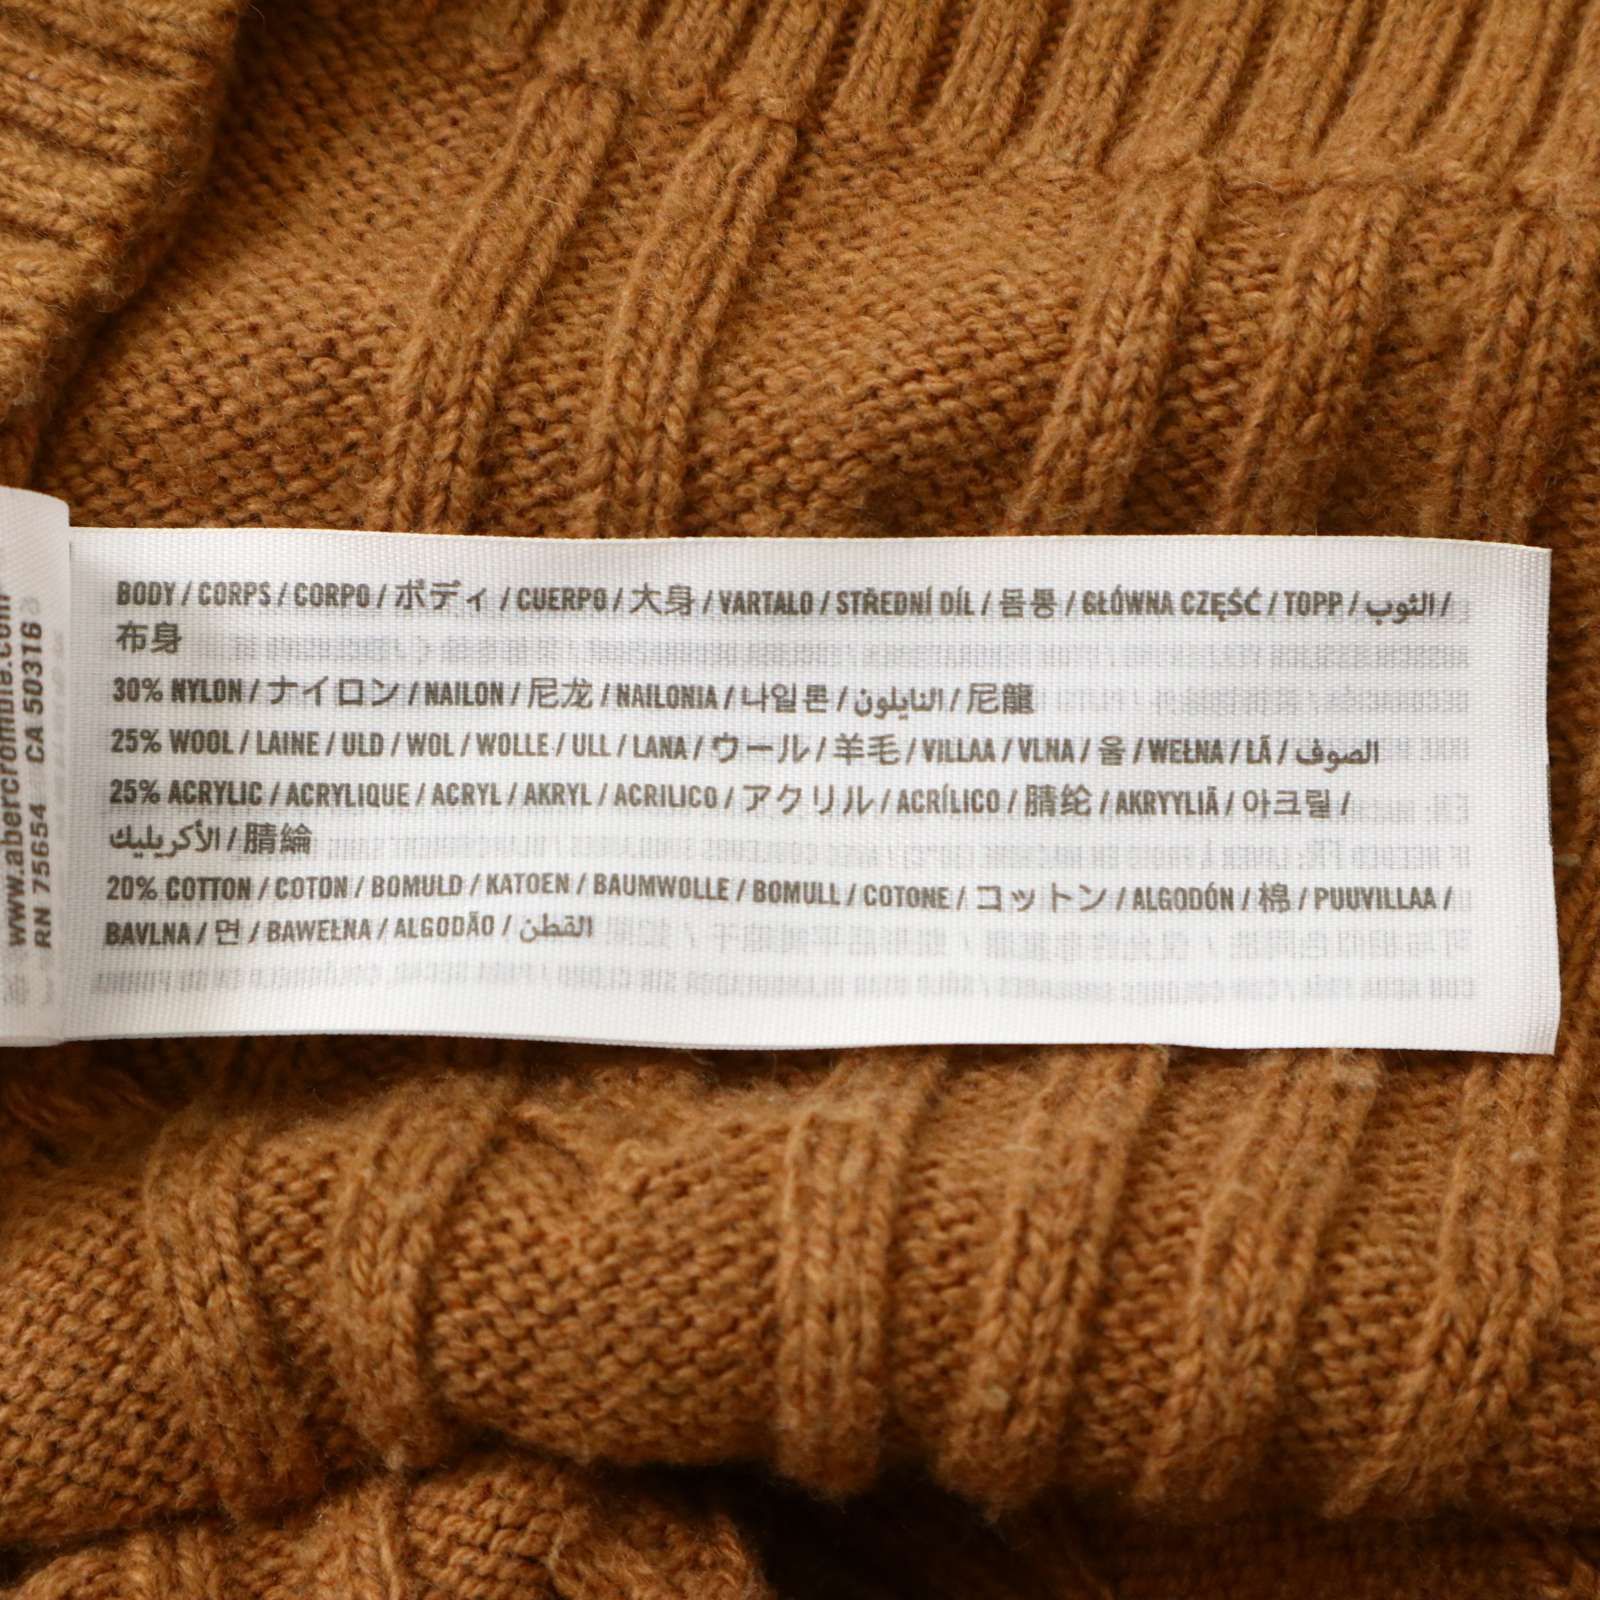 BODY / CORPS / CORPO / ボディ / CUERPO / 大身 / VARTALO / STŘEDNÍ DÍL / 몸통 / GŁÓWNA CZĘŚĆ / TOPP / الثوب /
布身
30% NYLON / ナイロン / NAILON / 尼龙 / NAILONIA / 나일론 / النايلون / 尼龍
25% WOOL / LAINE / ULD / WOL / WOLLE / ULL / LANA / ウール / 羊毛 / VILLAA / VLNA / 울 / WEŁNA / LÃ / الصوف
25% ACRYLIC / ACRYLIQUE / ACRYL / AKRYL / ACRILICO / アクリル / ACRÍLICO / 腈纶 / AKRYYLIÄ / 아크릴 /
الأكريليك / 腈綸
20% COTTON / COTON / BOMULD / KATOEN / BAUMWOLLE / BOMULL / COTONE / コットン / ALGODÓN / 棉 / PUUVILLAA /
BAVLNA / 면 / BAWEŁNA / ALGODÃO / القطن
www.abercrombie.com
RN 75654 CA 50316